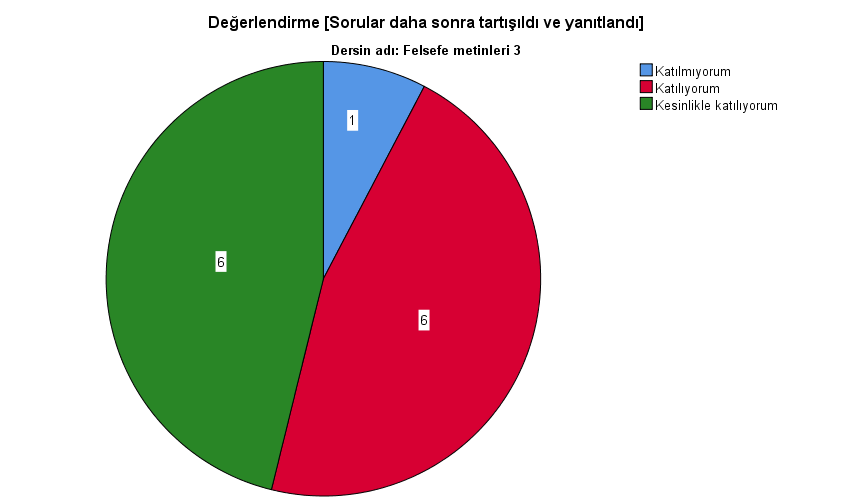 Değerlendirme [Sorular daha sonra tartışıldı ve yanıtlandı]
Dersin adı: Felsefe metinleri 3
Katılmıyorum
Katılıyorum
Kesinlikle katılıyorum
1
6
6